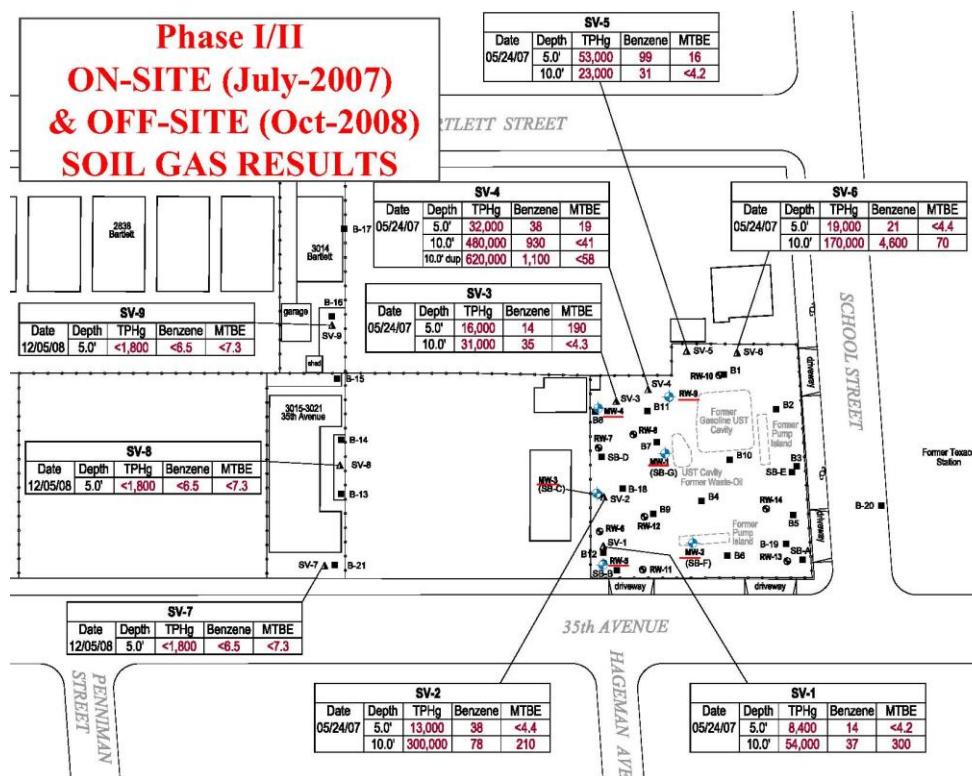 Phase I/II
ON-SITE (July-2007)
& OFF-SITE (Oct-2008)
SOIL GAS RESULTS
SV-5
Date Depth TPHg Benzene MTBE
05/24/07 5.0' 53,000 99 16
10.0' 23,000 31 <4.2
RTLETT STREET
SV-4
Date Depth TPHg Benzene MTBE
05/24/07 5.0' 32,000 38 19
10.0' 480,000 930 <41
10.0' dup 620,000 1,100 <58
SV-6
Date Depth TPHg Benzene MTBE
05/24/07 5.0' 19,000 21 <4.4
10.0' 170,000 4,600 70
2836
Bartlett
3014
Bartlett
B-17
SV-3
Date Depth TPHg Benzene MTBE
05/24/07 5.0' 16,000 14 190
10.0' 31,000 35 <4.3
SV-9
Date Depth TPHg Benzene MTBE
12/05/08 5.0' <1,800 <6.5 <7.3
B-16
garage
SV-9
shed
B-15
SCHOOL STREET
SV-5
SV-6
RW-10
B1
driveway
SV-4
SV-3
RW-9
MW-4
B6
B11
B2
Former
Gasoline UST
Cavity
Former
Pump
Island
3015-3021
35th Avenue
B-14
SV-8
B-13
SV-8
Date Depth TPHg Benzene MTBE
12/05/08 5.0' <1,800 <6.5 <7.3
RW-8
RW-7
B7
SB-D
MW-1
(SB-G)
B10
B3
SB-E
UST Cavity
Former Waste-Oil
Former Texaco
Station
MW-3
(SB-C)
SV-2
B-18
B4
RW-14
B-20
B9
RW-12
B5
driveway
RW-6
Former
Pump
Island
SV-1
B12
MW-2
(SB-F)
B6
B-19
SB-A
RW-13
RW-5
SB-B
RW-11
driveway
driveway
SV-7
B-21
SV-7
Date Depth TPHg Benzene MTBE
12/05/08 5.0' <1,800 <6.5 <7.3
35th AVENUE
PENNIMAN
STREET
HAGEMAN AVE
SV-2
Date Depth TPHg Benzene MTBE
05/24/07 5.0' 13,000 38 <4.4
10.0' 300,000 78 210
SV-1
Date Depth TPHg Benzene MTBE
05/24/07 5.0' 8,400 14 <4.2
10.0' 54,000 37 300